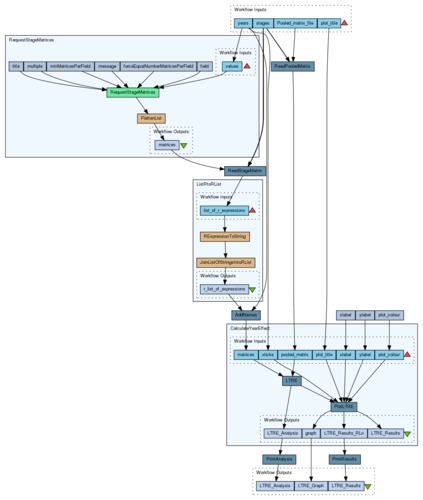 Workflow Inputs
years stages Pooled_matrix_file plot_title
RequestStageMatrices
Workflow Inputs
title multiple minMatricesPerField message forceEqualNumberMatricesPerField field values
ReadPooledMatrix
RequestStageMatrices
FlattenList
Workflow Outputs
matrices
ReadStageMatrix
ListRtoRList
Workflow Inputs
list_of_r_expressions
RExpressionToString
JoinListOfStringsintoRList
Workflow Outputs
r_list_of_expressions
AddNames
xlabel ylabel plot_colour
CalculateYearEffect
Workflow Inputs
matrices xticks pooled_matrix plot_title xlabel ylabel plot_colour
LTRE
PlotLTRE
Workflow Outputs
LTRE_Analysis graph LTRE_Results_RLn LTRE_Results
PrintAnalysis PrintResults
Workflow Outputs
LTRE_Analysis LTRE_Graph LTRE_Results